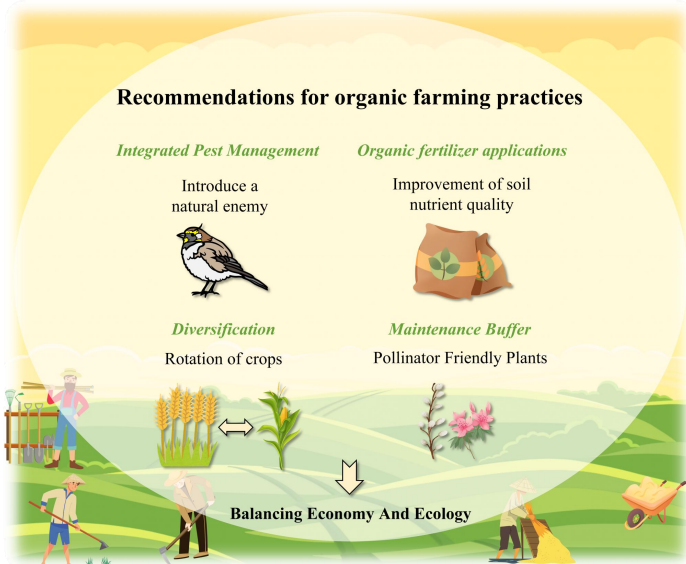 Recommendations for organic farming practices
Integrated Pest Management
Introduce a
natural enemy
Organic fertilizer applications
Improvement of soil
nutrient quality
Diversification
Rotation of crops
Maintenance Buffer
Pollinator Friendly Plants
Balancing Economy And Ecology